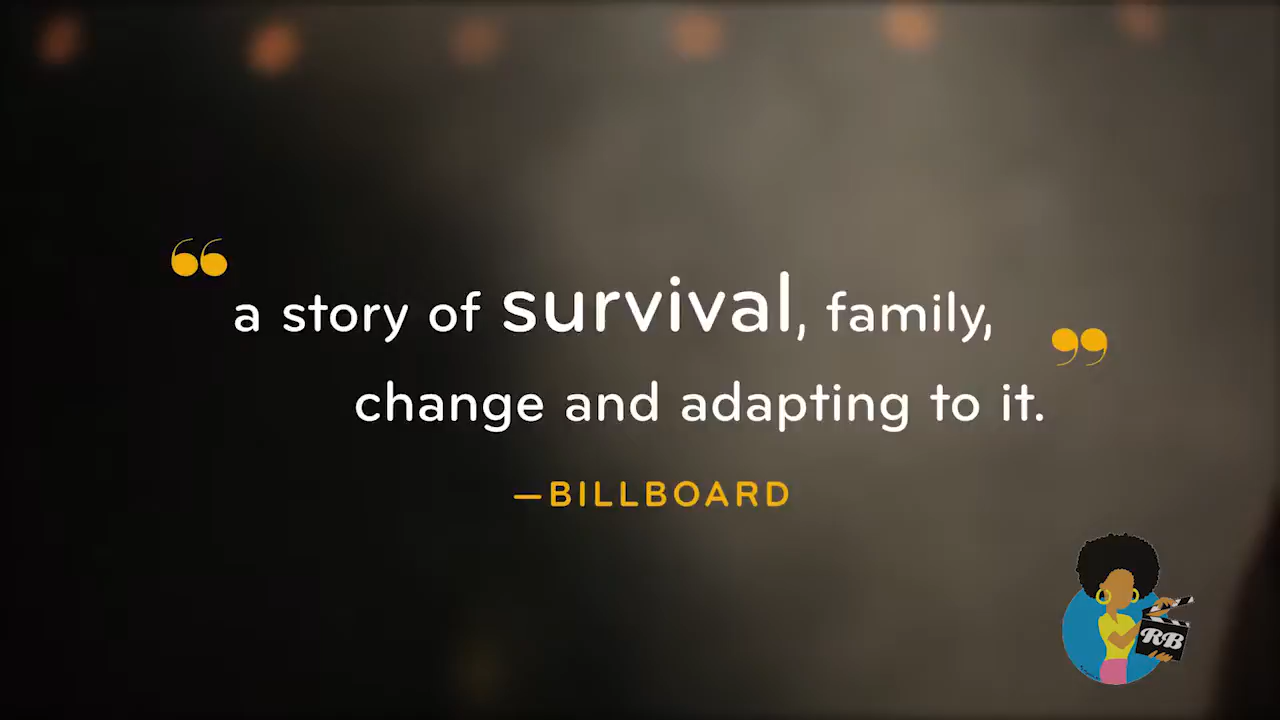 “a story of survival, family,
change and adapting to it.”
—BILLBOARD
RB